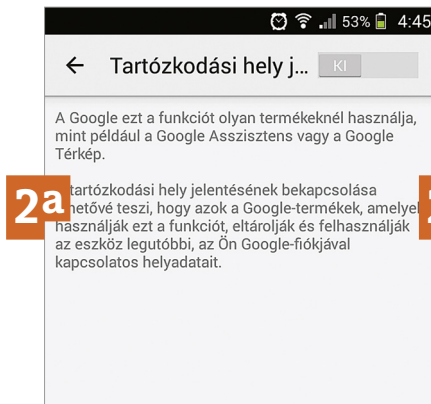 53% 4:45
Tartózkodási hely j... KI
A Google ezt a funkciót olyan termékeknél használja,
mint például a Google Asszisztens vagy a Google
Térkép.
tartózkodási hely jelentésének bekapcsolása
2a
teszi, hogy azok a Google-termékek,
használják ezt a funkciót, eltárolják és felhasználják
az eszköz legutóbbi, az Ön Google-fiókjával
kapcsolatos helyadatait.